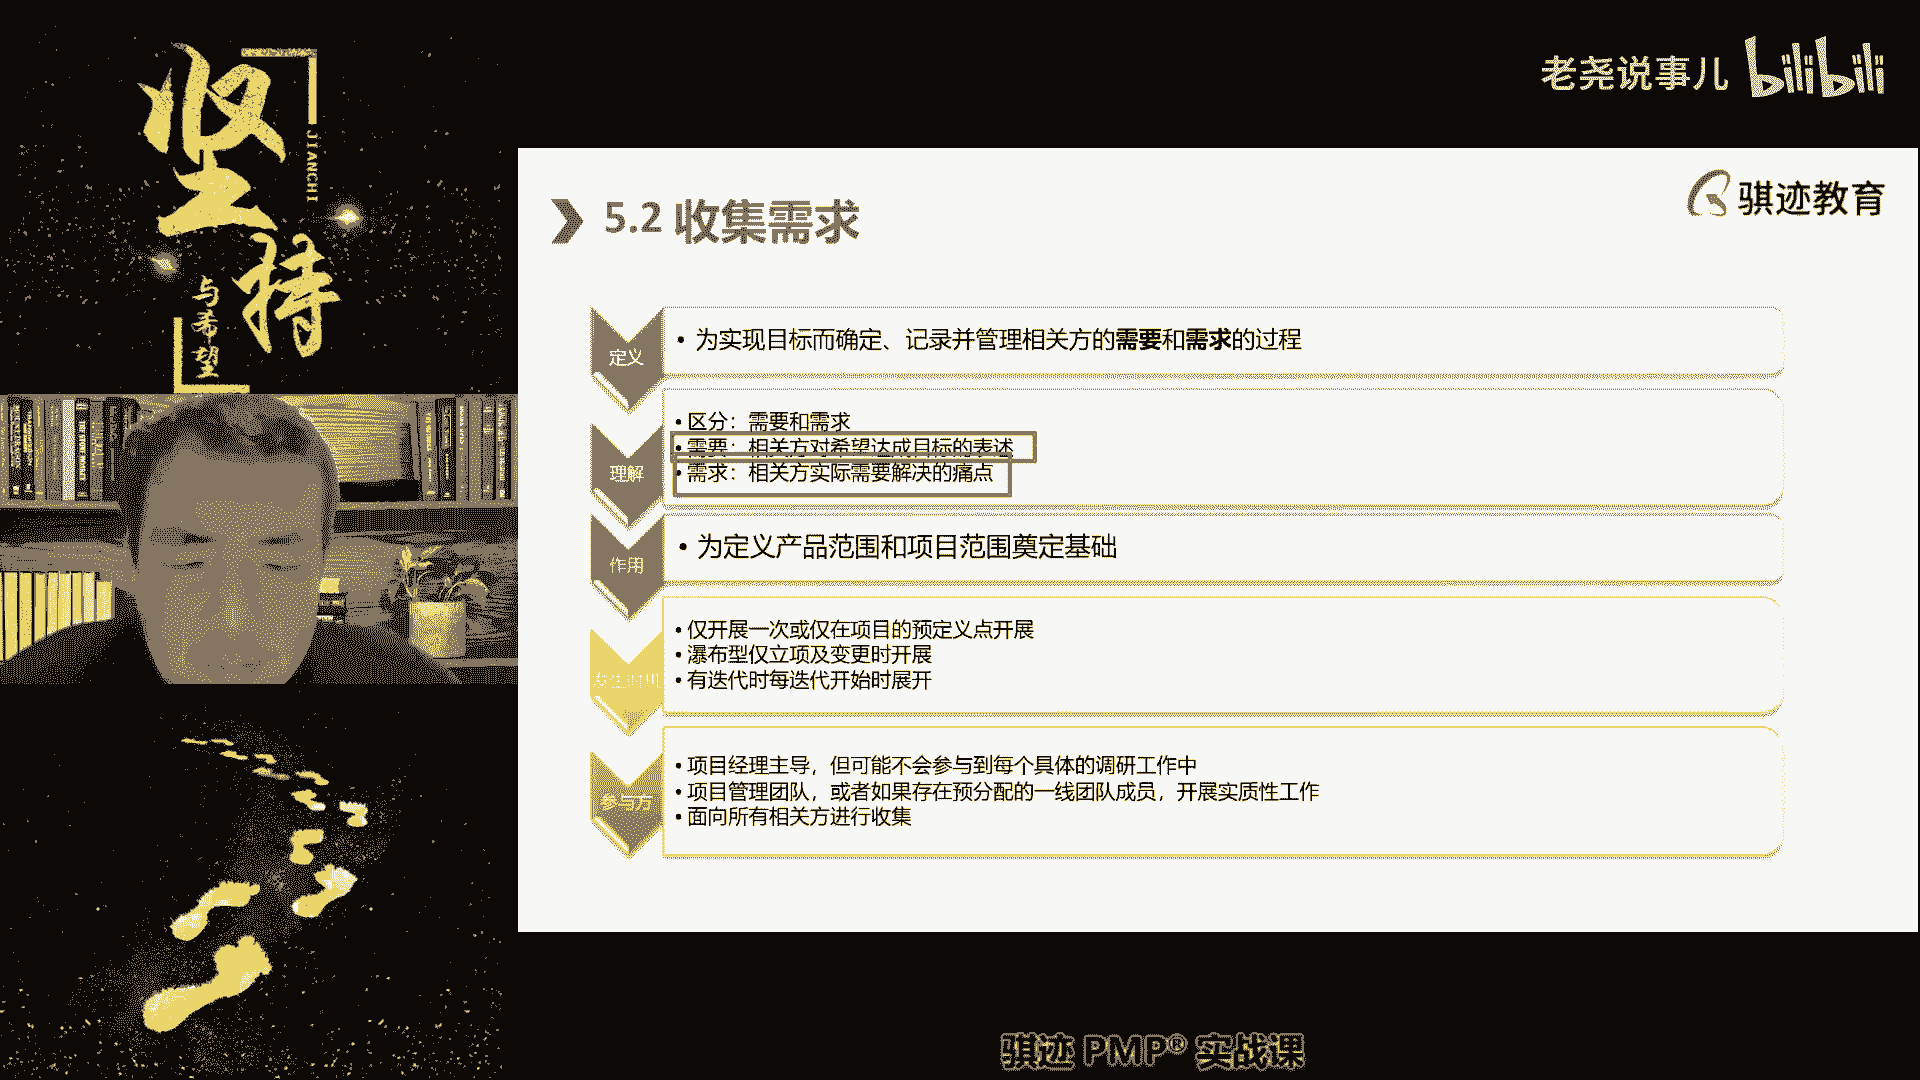 坚持
JIANCHI
与希望
老尧说事儿 bilibili
骐迹教育
5.2 收集需求
定义
• 为实现目标而确定、记录并管理相关方的需要和需求的过程
理解
• 区分：需要和需求
• 需要：相关方对希望达成目标的表述
• 需求：相关方实际需要解决的痛点
作用
• 为定义产品范围和项目范围奠定基础
• 仅开展一次或仅在项目的预定义点开展
• 瀑布型仅立项及变更时开展
• 有迭代时每迭代开始时展开
参与方
• 项目经理主导，但可能不会参与到每个具体的调研工作中
• 项目管理团队，或者如果存在预分配的一线团队成员，开展实质性工作
• 面向所有相关方进行收集
骐迹 PMP® 实战课